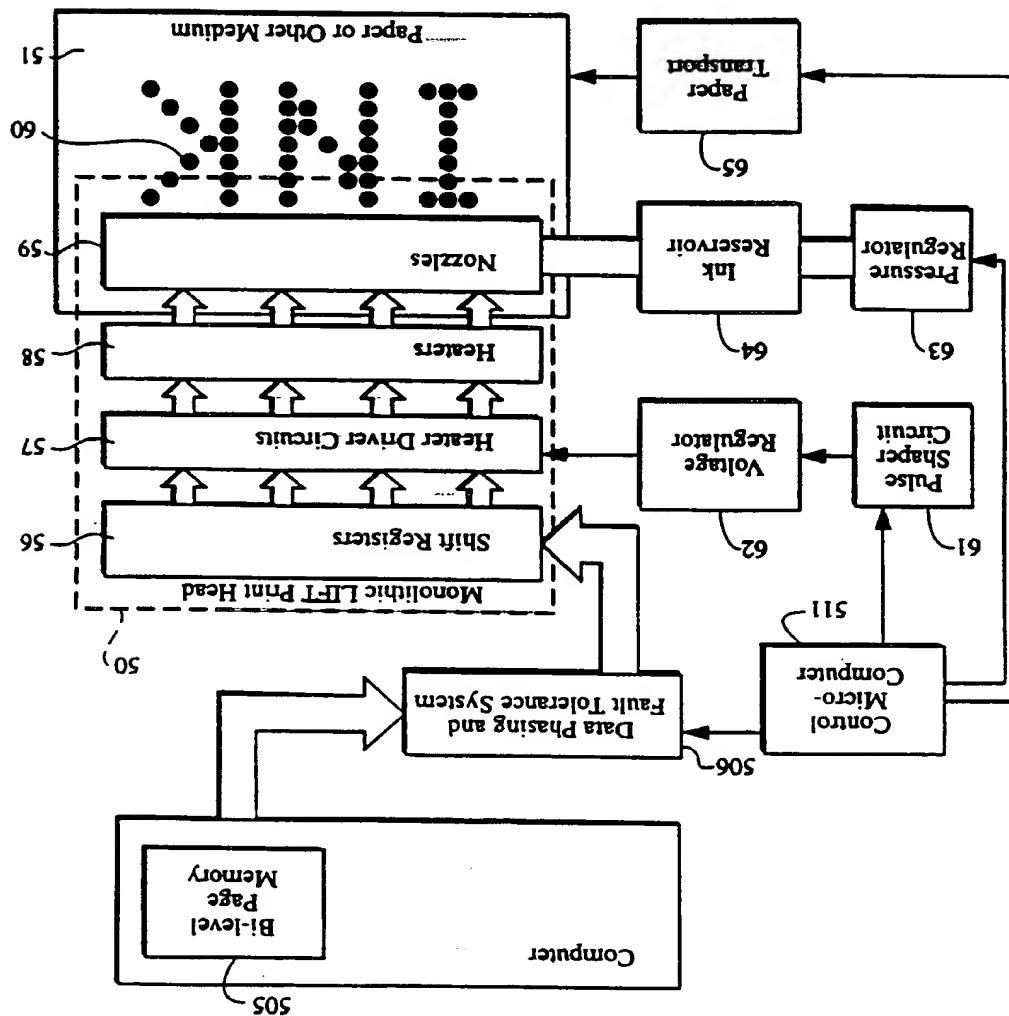 505
Computer
Bi-level
Page
Memory
Control
Micro-
Computer
511
506
Data Phasing and
Fault Tolerance System
50
Monolithic LIFT Print Head
Shift Registers
56
61
Pulse
Shaper
Circuit
62
Voltage
Regulator
Heater Driver Circuits
57
Heaters
58
63
Pressure
Regulator
64
Ink
Reservoir
Nozzles
59
65
Paper
Transport
INK
60
Paper or Other Medium
51